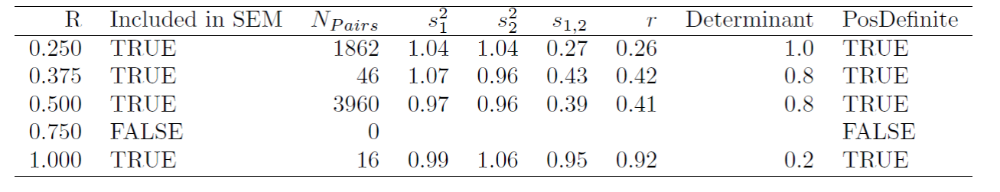 R Included in SEM N_Pairs s_1^2 s_2^2 s_{1,2} r Determinant PosDefinite
0.250 TRUE 1862 1.04 1.04 0.27 0.26 1.0 TRUE
0.375 TRUE 46 1.07 0.96 0.43 0.42 0.8 TRUE
0.500 TRUE 3960 0.97 0.96 0.39 0.41 0.8 TRUE
0.750 FALSE 0 FALSE
1.000 TRUE 16 0.99 1.06 0.95 0.92 0.2 TRUE